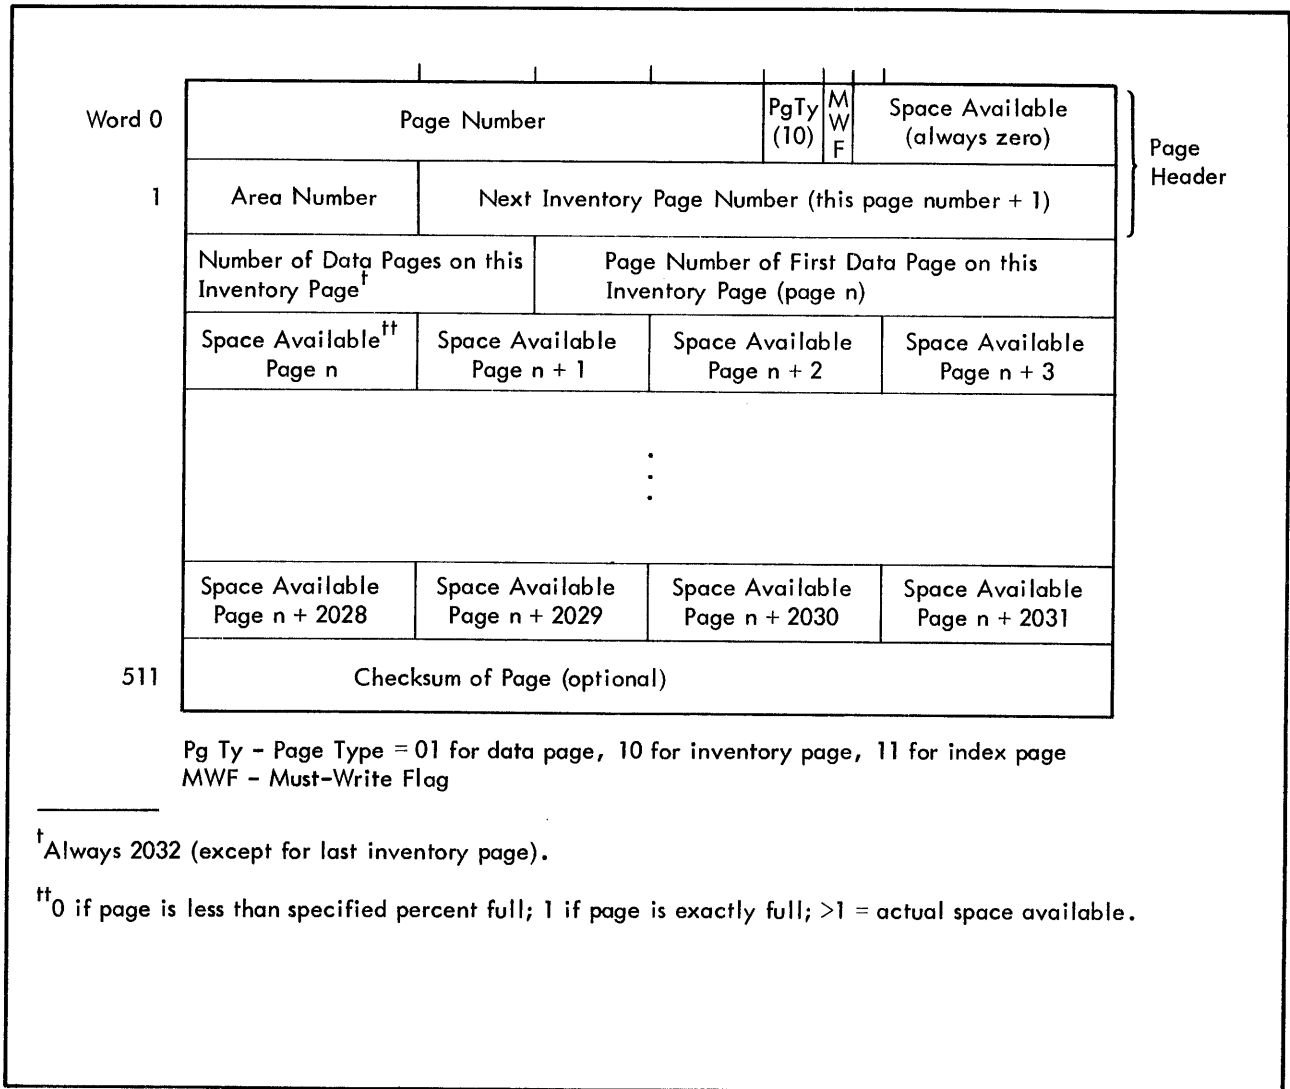 Word 0
Page Number
PgTy
(10)
M
W
F
Space Available
(always zero)
Page
Header
1
Area Number
Next Inventory Page Number (this page number + 1)
Number of Data Pages on this
Inventory Page†
Page Number of First Data Page on this
Inventory Page (page n)
Space Available††
Page n
Space Available
Page n + 1
Space Available
Page n + 2
Space Available
Page n + 3
.
.
.
Space Available
Page n + 2028
Space Available
Page n + 2029
Space Available
Page n + 2030
Space Available
Page n + 2031
511
Checksum of Page (optional)
Pg Ty – Page Type = 01 for data page, 10 for inventory page, 11 for index page
MWF – Must–Write Flag
†Always 2032 (except for last inventory page).
††0 if page is less than specified percent full; 1 if page is exactly full; >1 = actual space available.